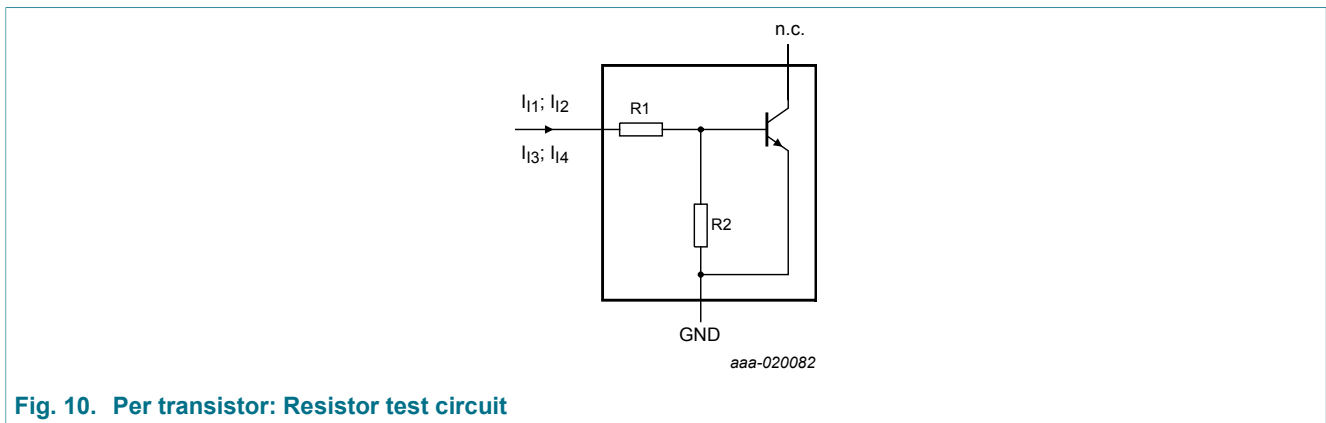 n.c.
I_I1; I_I2
R1
I_I3; I_I4
R2
GND
aaa-020082
Fig. 10. Per transistor: Resistor test circuit